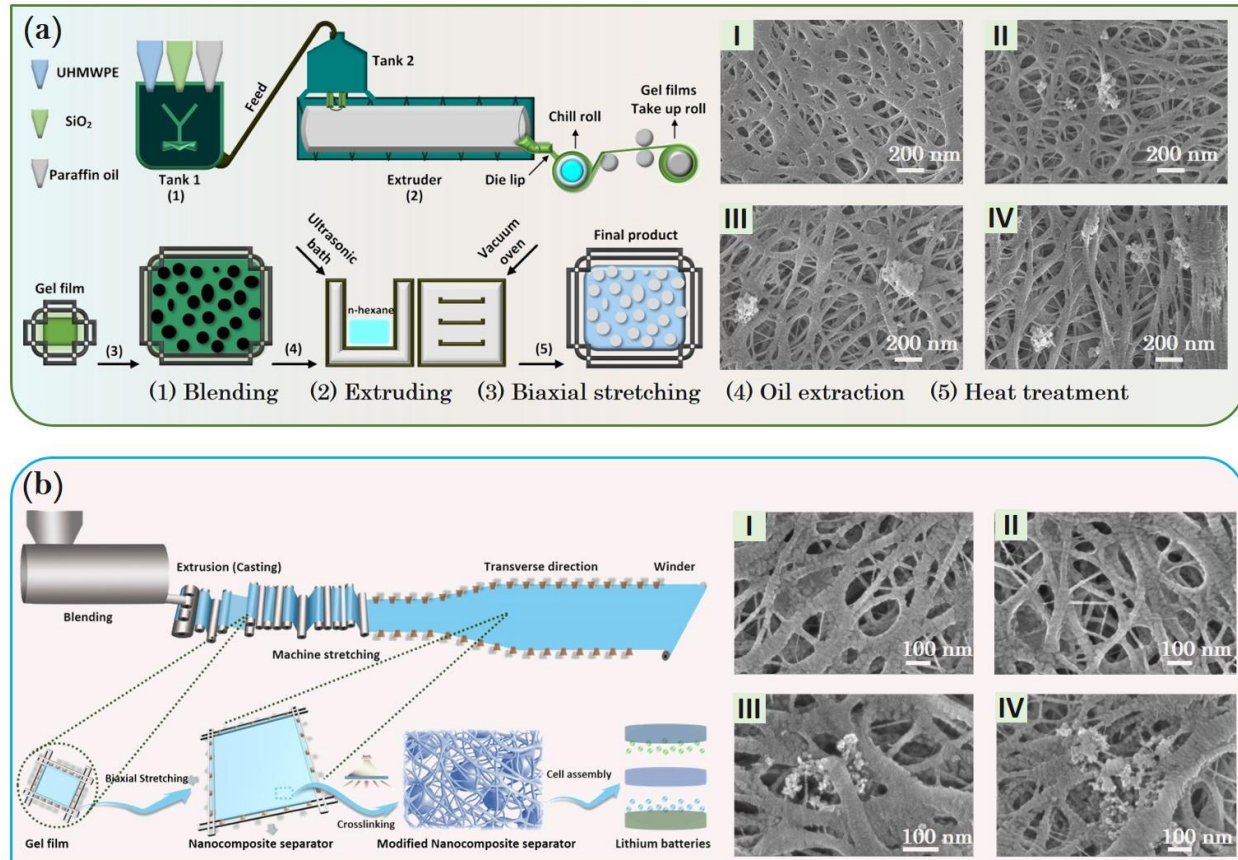 (a)
UHMWPE
SiO₂
Paraffin oil
Tank 1
(1)
Feed
Tank 2
Extruder
(2)
Die lip
Chill roll
Gel films
Take up roll
Gel film
(3)
(4)
Ultrasonic
bath
n-hexane
Vacuum
oven
(5)
Final product
(1) Blending (2) Extruding (3) Biaxial stretching (4) Oil extraction (5) Heat treatment
I
200 nm
II
200 nm
III
200 nm
IV
200 nm
(b)
Blending
Extrusion (Casting)
Machine stretching
Transverse direction
Winder
Gel film
Biaxial Stretching
Nanocomposite separator
Crosslinking
Modified Nanocomposite separator
Cell assembly
Lithium batteries
I
100 nm
II
100 nm
III
100 nm
IV
100 nm